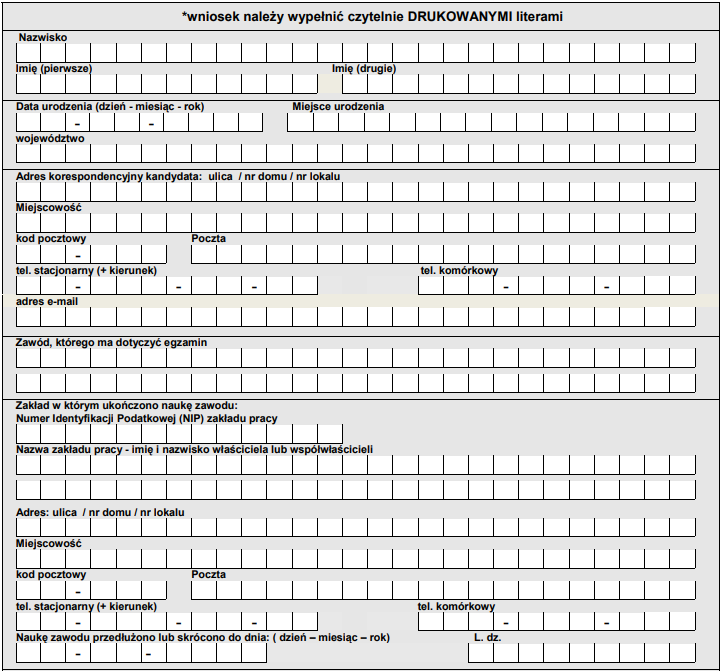 *wniosek należy wypełnić czytelnie DRUKOWANYMI literami
Nazwisko
Imię (pierwsze) Imię (drugie)
Data urodzenia (dzień - miesiąc - rok) Miejsce urodzenia
- -
województwo
Adres korespondencyjny kandydata: ulica / nr domu / nr lokalu
Miejscowość
kod pocztowy Poczta
-
tel. stacjonarny (+ kierunek) tel. komórkowy
- - - - -
adres e-mail
Zawód, którego ma dotyczyć egzamin
Zakład w którym ukończono naukę zawodu:
Numer Identyfikacji Podatkowej (NIP) zakładu pracy
Nazwa zakładu pracy - imię i nazwisko właściciela lub współwłaścicieli
Adres: ulica / nr domu / nr lokalu
Miejscowość
kod pocztowy Poczta
-
tel. stacjonarny (+ kierunek) tel. komórkowy
- - - - -
Naukę zawodu przedłużono lub skrócono do dnia: ( dzień – miesiąc – rok) L. dz.
- -